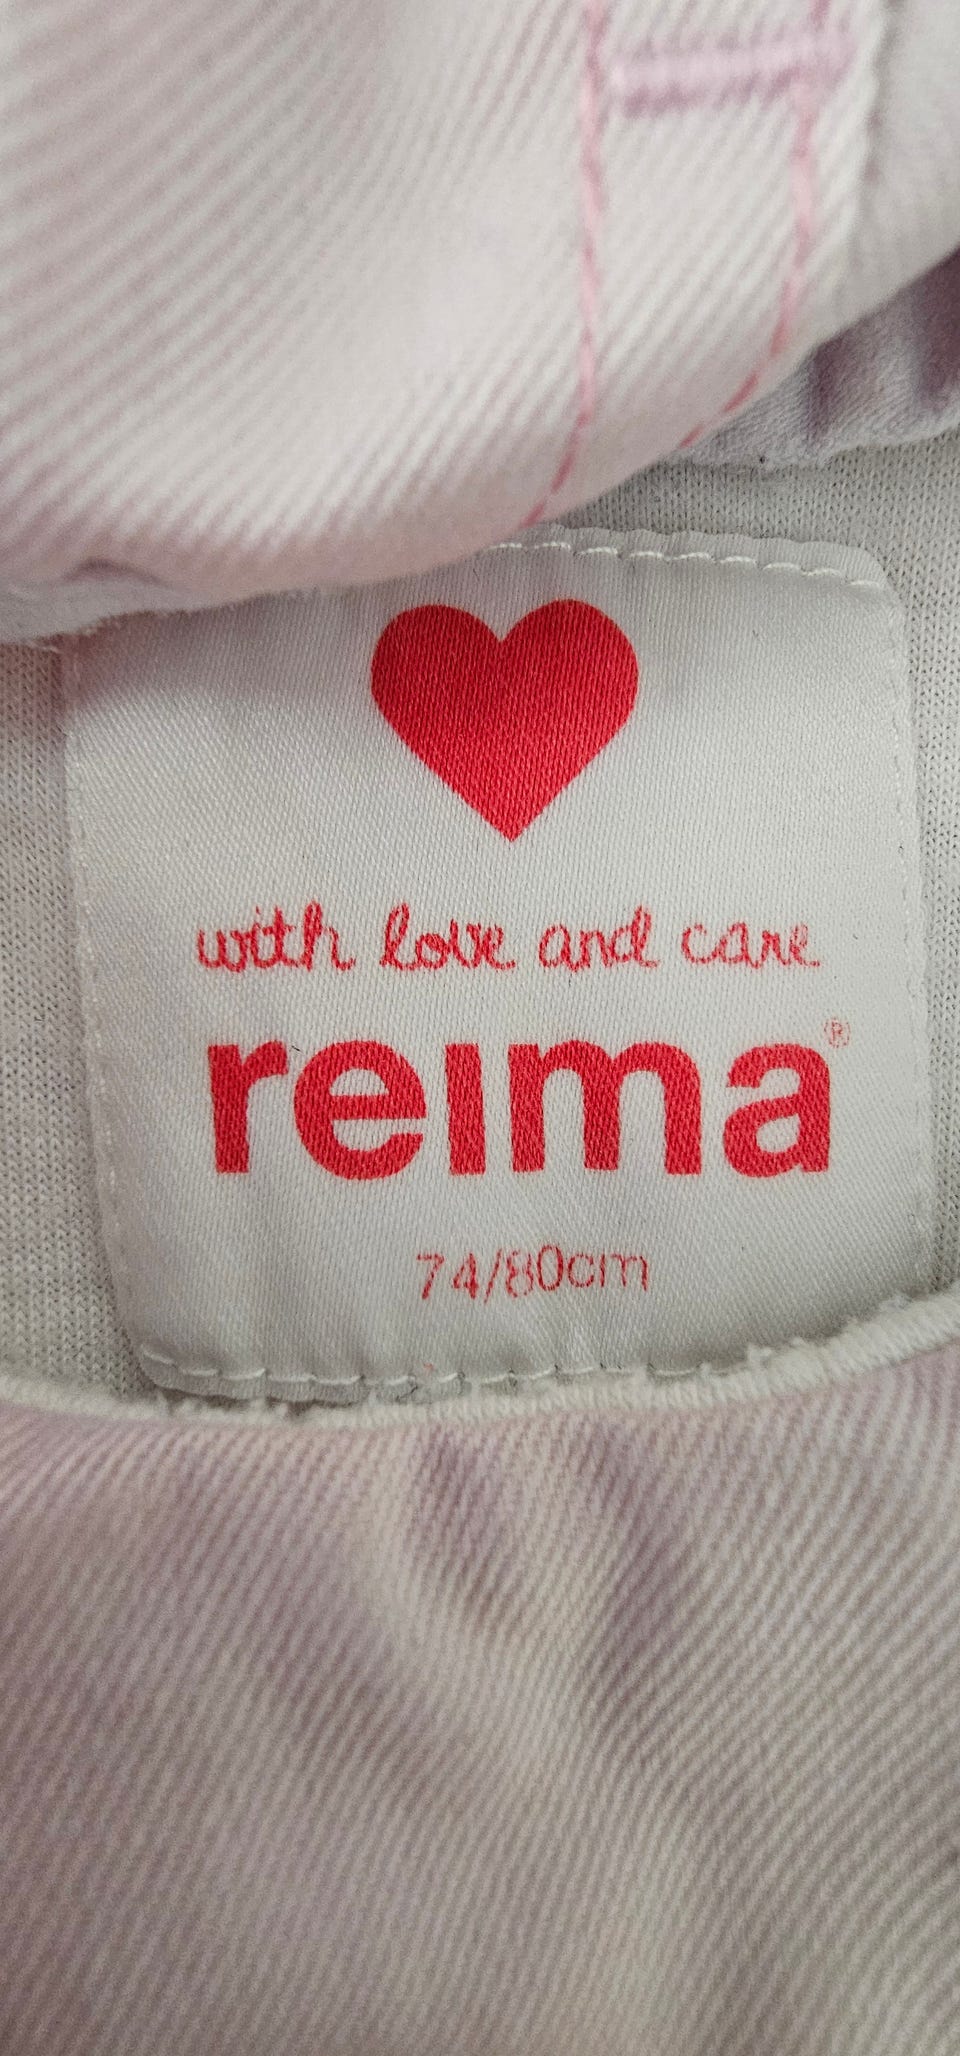 with love and care
reima®
74/80cm